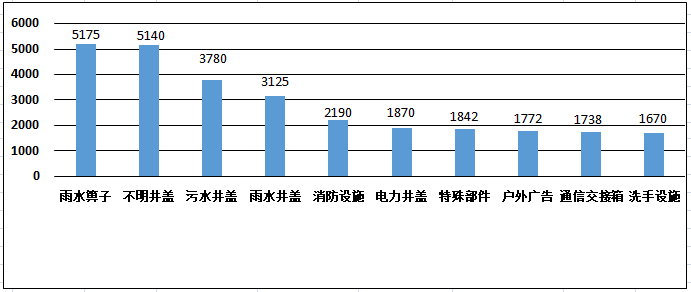 6000
5000
4000
3000
2000
1000
0
5175
5140
3780
3125
2190
1870
1842
1772
1738
1670
雨水箅子
不明井盖
污水井盖
雨水井盖
消防设施
电力井盖
特殊部件
户外广告
通信交接箱
洗手设施